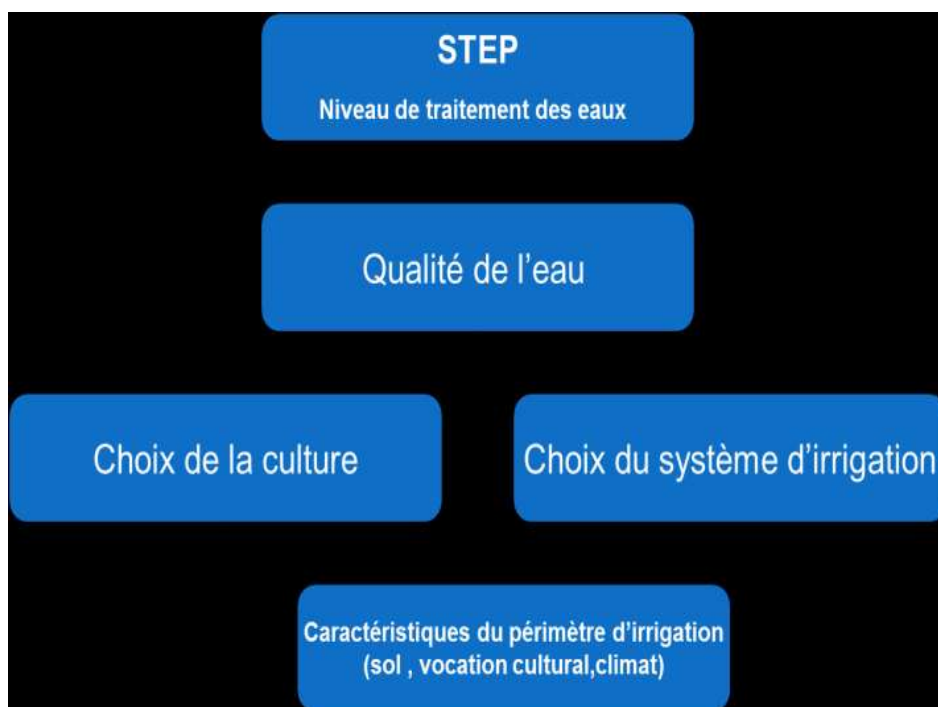 STEP
Niveau de traitement des eaux
Qualité de l'eau
Choix de la culture
Choix du système d'irrigation
Caractéristiques du périmètre d'irrigation
(sol , vocation cultural,climat)